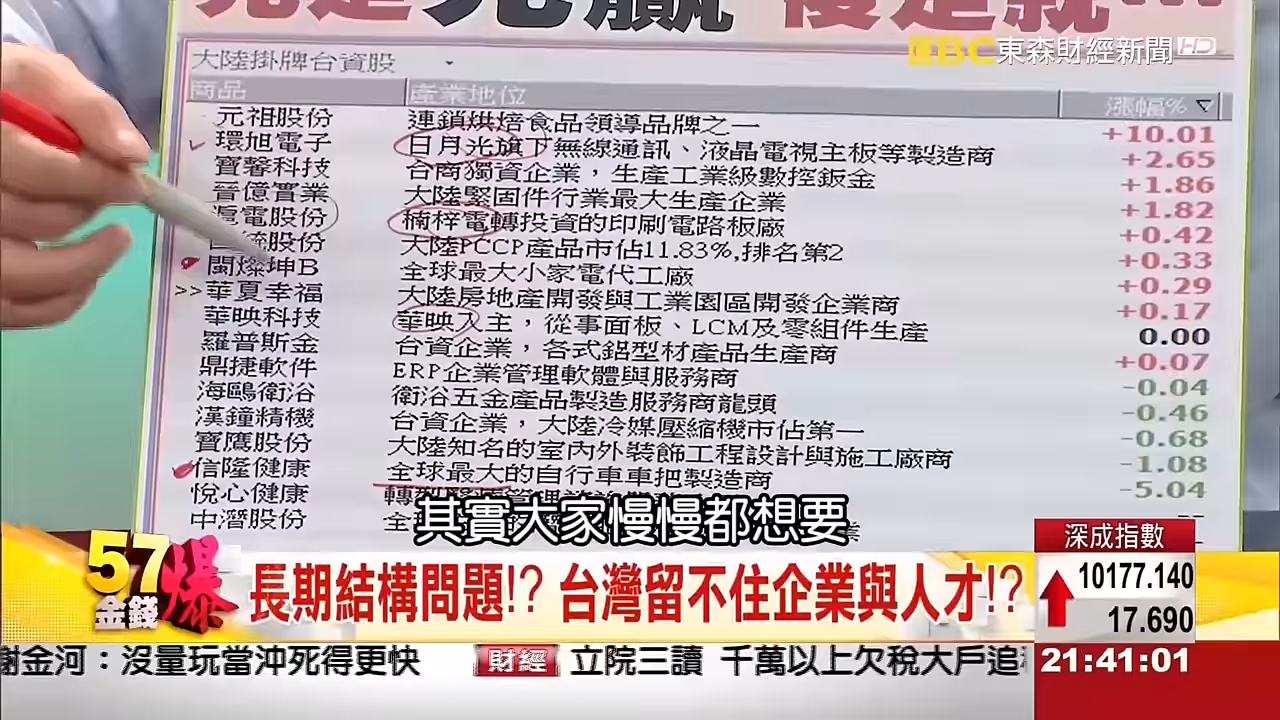 EBC 東森財經新聞 HD
大陸掛牌台資股
商品 產業地位 漲幅%
元祖股份 連鎖烘焙食品領導品牌之一 +10.01
環旭電子 日月光旗下無線通訊、液晶電視主板等製造商 +2.65
寶馨科技 台商獨資企業，生產工業級數控鈑金 +1.86
晉億實業 大陸緊固件行業最大生產企業 +1.82
滬電股份 楠梓電轉投資的印刷電路板廠 +0.42
股份 大陸PCCP產品市佔11.83%,排名第2 +0.33
閩燦坤B 全球最大小家電代工廠 +0.29
>>華夏幸福 大陸房地產開發與工業園區開發企業商 +0.17
華映科技 華映入主，從事面板、LCM及零組件生產 0.00
羅普斯金 台資企業，各式鋁型材產品生產商 +0.07
鼎捷軟件 ERP企業管理軟體與服務商 -0.04
海鷗衛浴 衛浴五金產品製造服務商龍頭 -0.46
漢鐘精機 台資企業，大陸冷媒壓縮機市佔第一 -0.68
寶鷹股份 大陸知名的室內外裝飾工程設計與施工廠商 -1.08
信隆健康 全球最大的自行車車把製造商 -5.04
悅心健康
中潛股份
其實大家慢慢都想要
57金錢爆
長期結構問題!? 台灣留不住企業與人才!?
深成指數
10177.140
17.690
謝金河：沒量玩當沖死得更快 財經 立院三讀 千萬以上欠稅大戶追
21:41:01